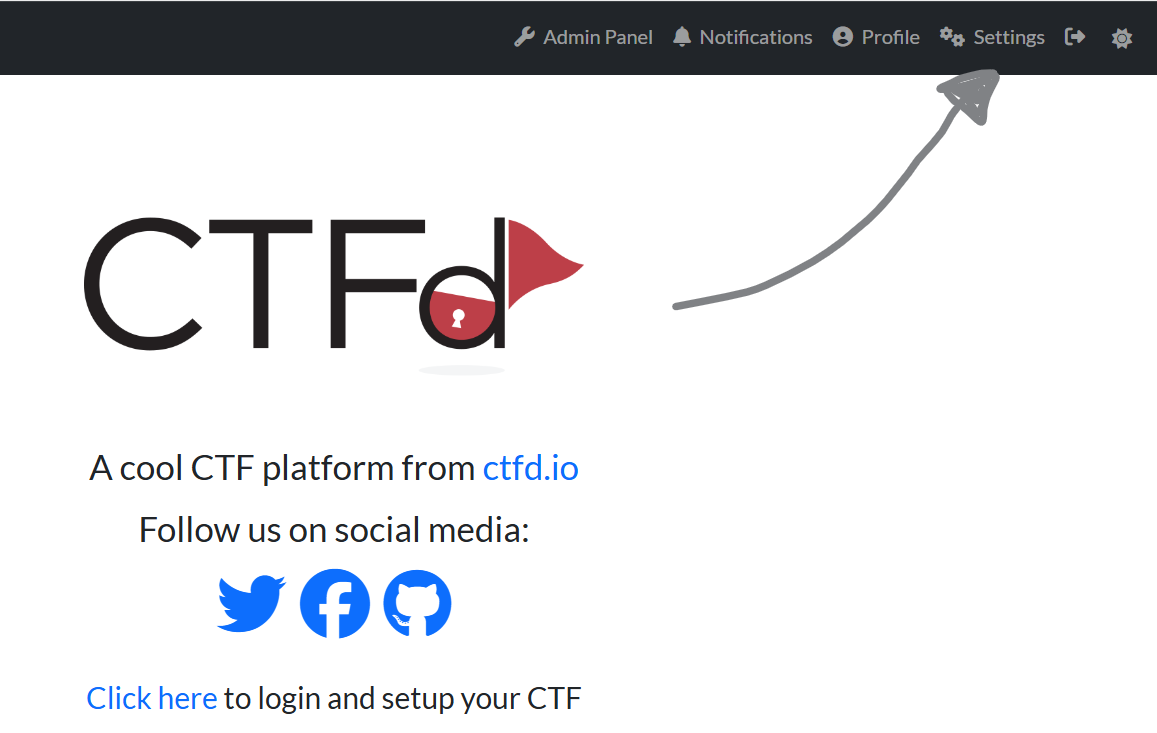 Admin Panel Notifications Profile Settings
CTFd
A cool CTF platform from ctfd.io
Follow us on social media:
Click here to login and setup your CTF